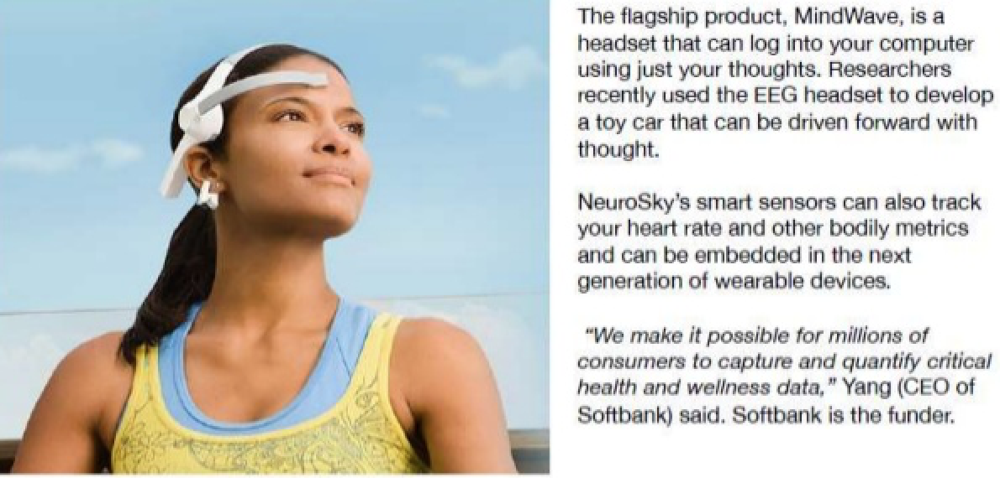 The flagship product, MindWave, is a
headset that can log into your computer
using just your thoughts. Researchers
recently used the EEG headset to develop
a toy car that can be driven forward with
thought.
NeuroSky’s smart sensors can also track
your heart rate and other bodily metrics
and can be embedded in the next
generation of wearable devices.
“We make it possible for millions of
consumers to capture and quantify critical
health and wellness data,” Yang (CEO of
Softbank) said. Softbank is the funder.